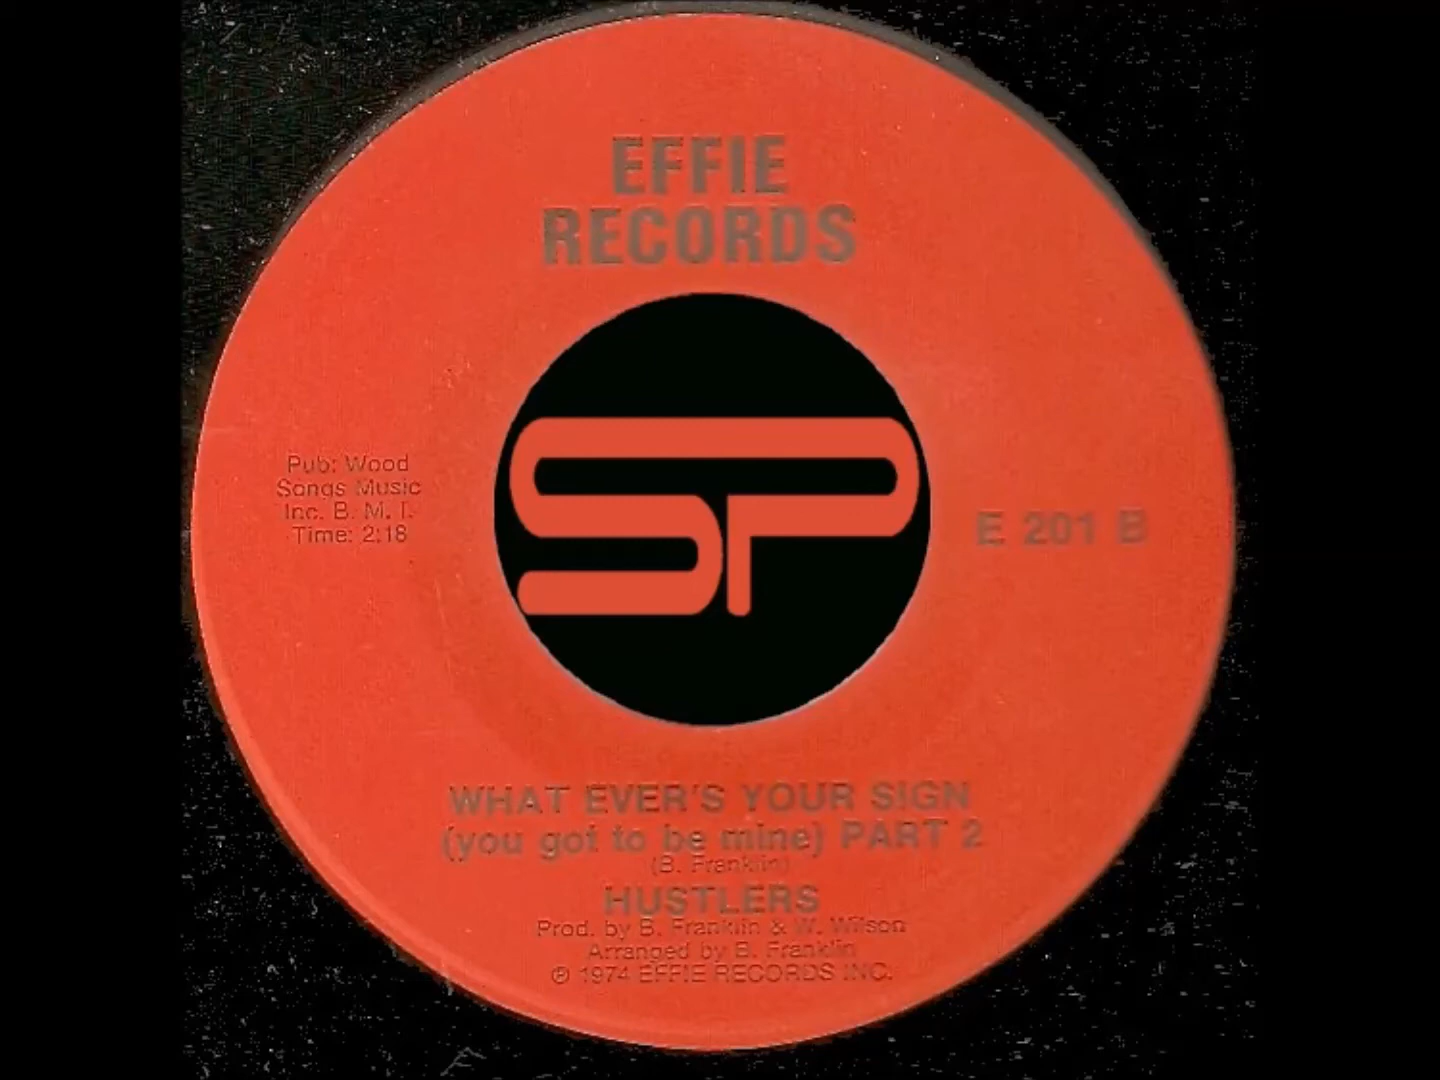 EFFIE
RECORDS
Pub: Wood
Songs Music
Inc. B. M. I.
Time: 2:18
SP
E 201 B
WHAT EVER'S YOUR SIGN
(you got to be mine) PART 2
(B. Franklin)
HUSTLERS
Prod. by B. Franklin & W. Wilson
Arranged by B. Franklin
℗ 1974 EFFIE RECORDS INC.